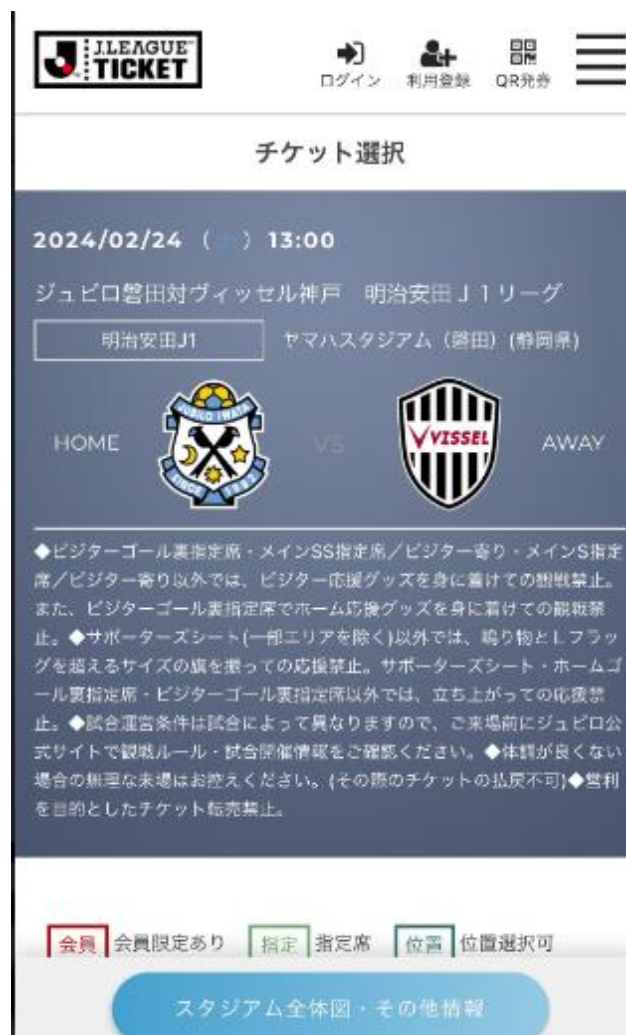 J.LEAGUE
TICKET
ログイン 利用登録 QR発券
チケット選択
2024/02/24 (土) 13:00
ジュビロ磐田対ヴィッセル神戸 明治安田J1リーグ
明治安田J1 ヤマハスタジアム(磐田)(静岡県)
HOME JUBILO IWATA SINCE 1992 VS VISSEL AWAY
◆ビジターゴール裏指定席・メインSS指定席/ビジター寄り・メインS指定
席/ビジター寄り以外では、ビジター応援グッズを身に着けての観戦禁止。
また、ビジターゴール裏指定席でホーム応援グッズを身に着けての観戦禁
止。◆サポーターズシート(一部エリアを除く)以外では、鳴り物とLフラッ
グを超えるサイズの旗を振っての応援禁止。サポーターズシート・ホームゴ
ール裏指定席・ビジターゴール裏指定席以外では、立ち上がっての応援禁
止。◆試合運営条件は試合によって異なりますので、ご来場前にジュビロ公
式サイトで観戦ルール・試合開催情報をご確認ください。◆体調が良くない
場合の無理な来場はお控えください。(その際のチケットの払戻不可)◆営利
を目的としたチケット転売禁止。
会員 会員限定あり 指定 指定席 位置 位置選択可
スタジアム全体図・その他情報